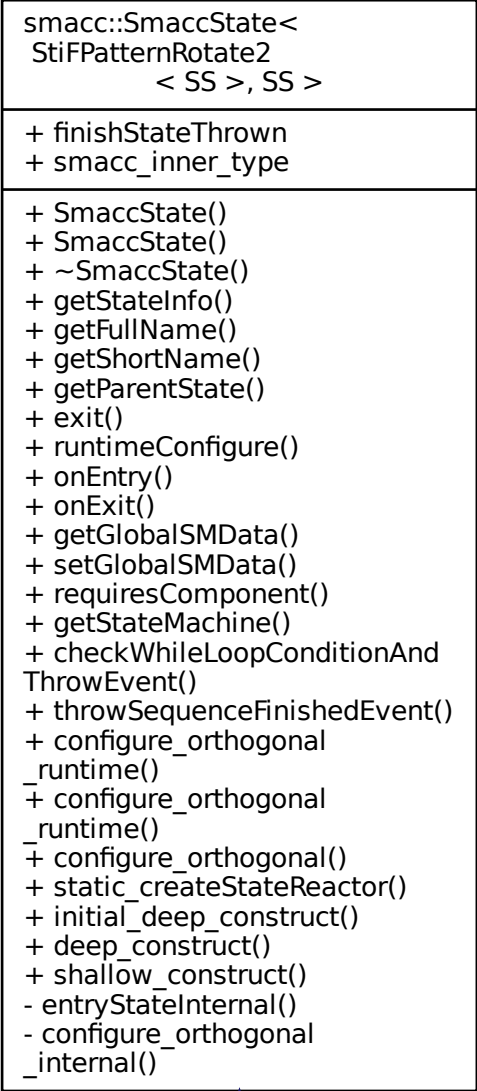 smacc::SmaccState<
StiFPatternRotate2
< SS >, SS >
+ finishStateThrown
+ smacc_inner_type
+ SmaccState()
+ SmaccState()
+ ~SmaccState()
+ getStateInfo()
+ getFullName()
+ getShortName()
+ getParentState()
+ exit()
+ runtimeConfigure()
+ onEntry()
+ onExit()
+ getGlobalSMData()
+ setGlobalSMData()
+ requiresComponent()
+ getStateMachine()
+ checkWhileLoopConditionAnd
ThrowEvent()
+ throwSequenceFinishedEvent()
+ configure_orthogonal
_runtime()
+ configure_orthogonal
_runtime()
+ configure_orthogonal()
+ static_createStateReactor()
+ initial_deep_construct()
+ deep_construct()
+ shallow_construct()
- entryStateInternal()
- configure_orthogonal
_internal()